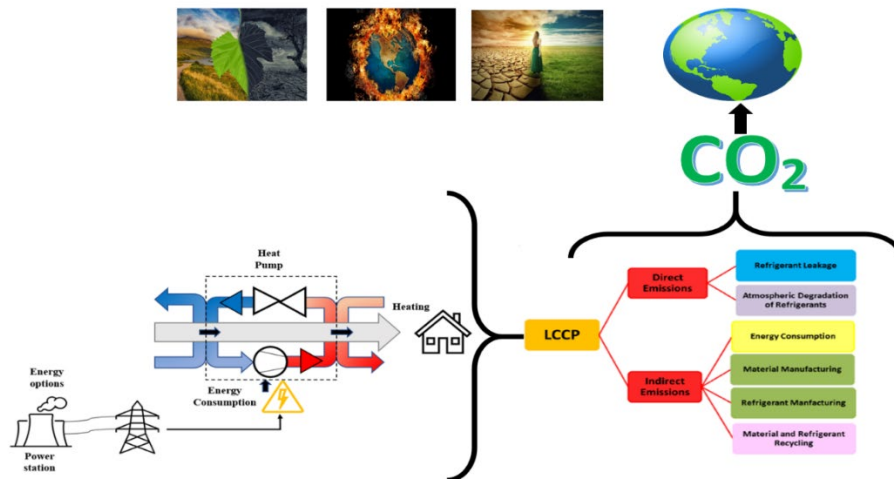 CO₂
Heat
Pump
Heating
Energy
Consumption
Energy
options
Power
station
LCCP
Direct
Emissions
Refrigerant Leakage
Atmospheric Degradation
of Refrigerants
Indirect
Emissions
Energy Consumption
Material Manufacturing
Refrigerant Manfacturing
Material and Refrigerant
Recycling